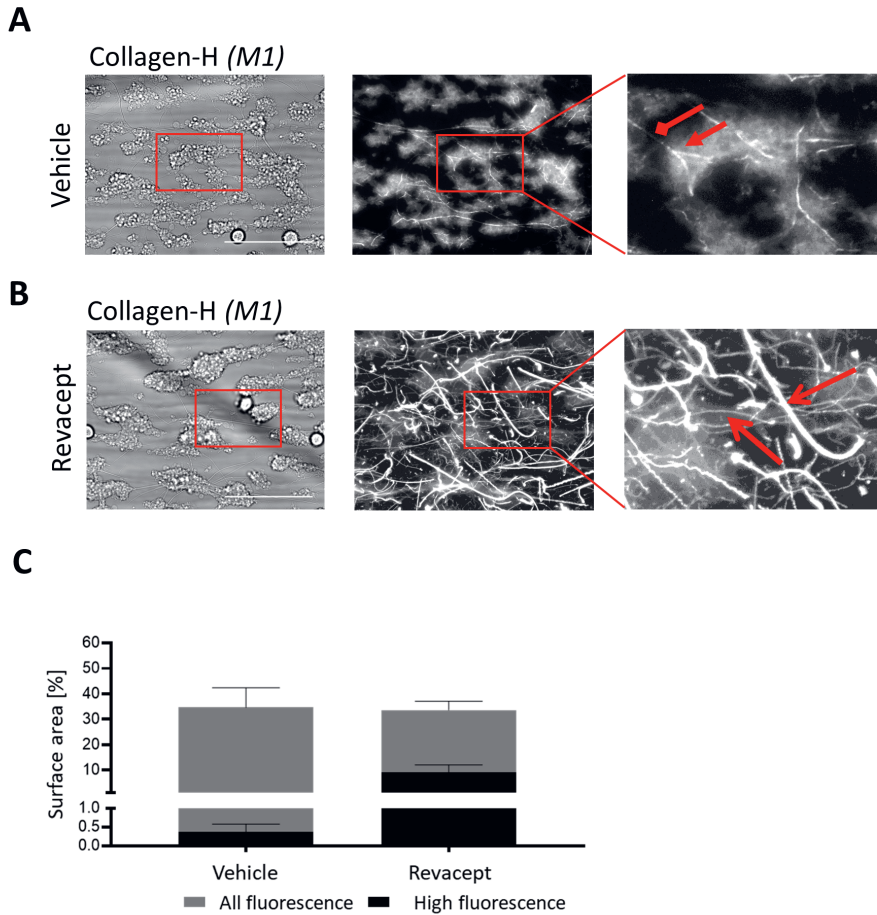 A
Collagen-H (M1)
Vehicle
B
Collagen-H (M1)
Revacept
C
Surface area [%]
60
50
40
30
20
10
1.0
0.5
0.0
Vehicle Revacept
All fluorescence High fluorescence